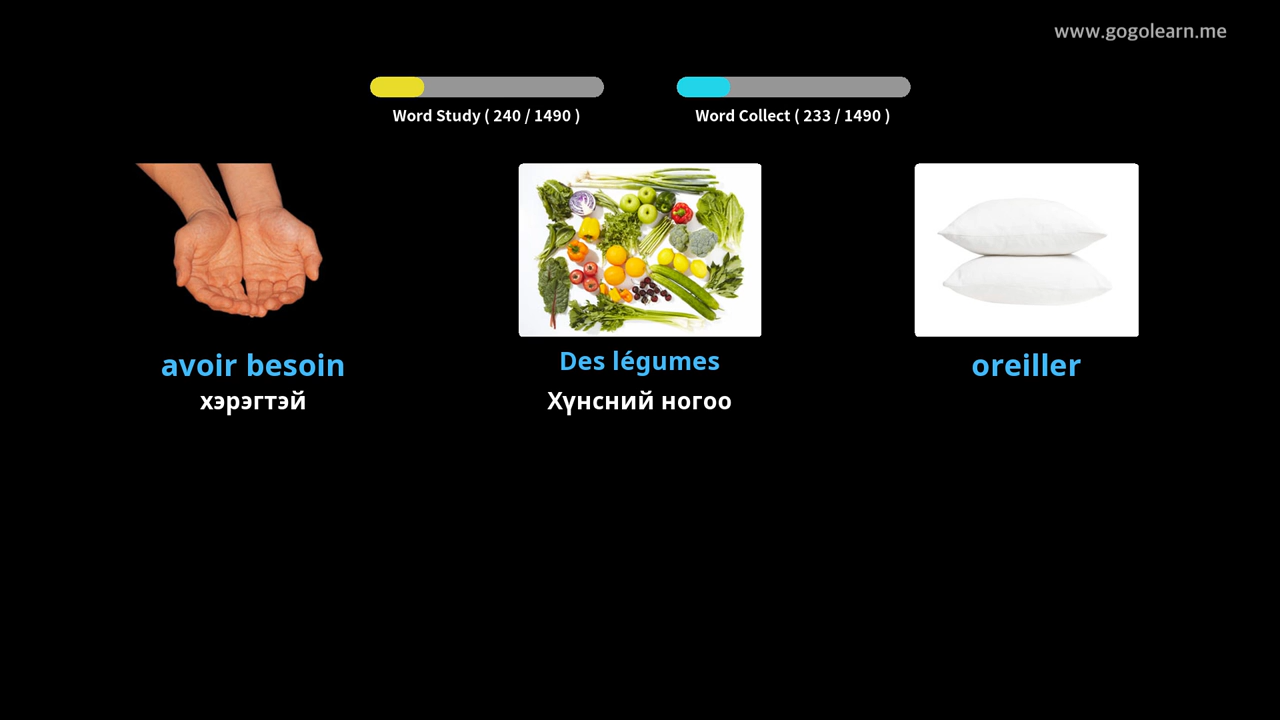 www.gogolearn.me
Word Study ( 240 / 1490 )
Word Collect ( 233 / 1490 )
avoir besoin
хэрэгтэй
Des légumes
Хүнсний ногоо
oreiller